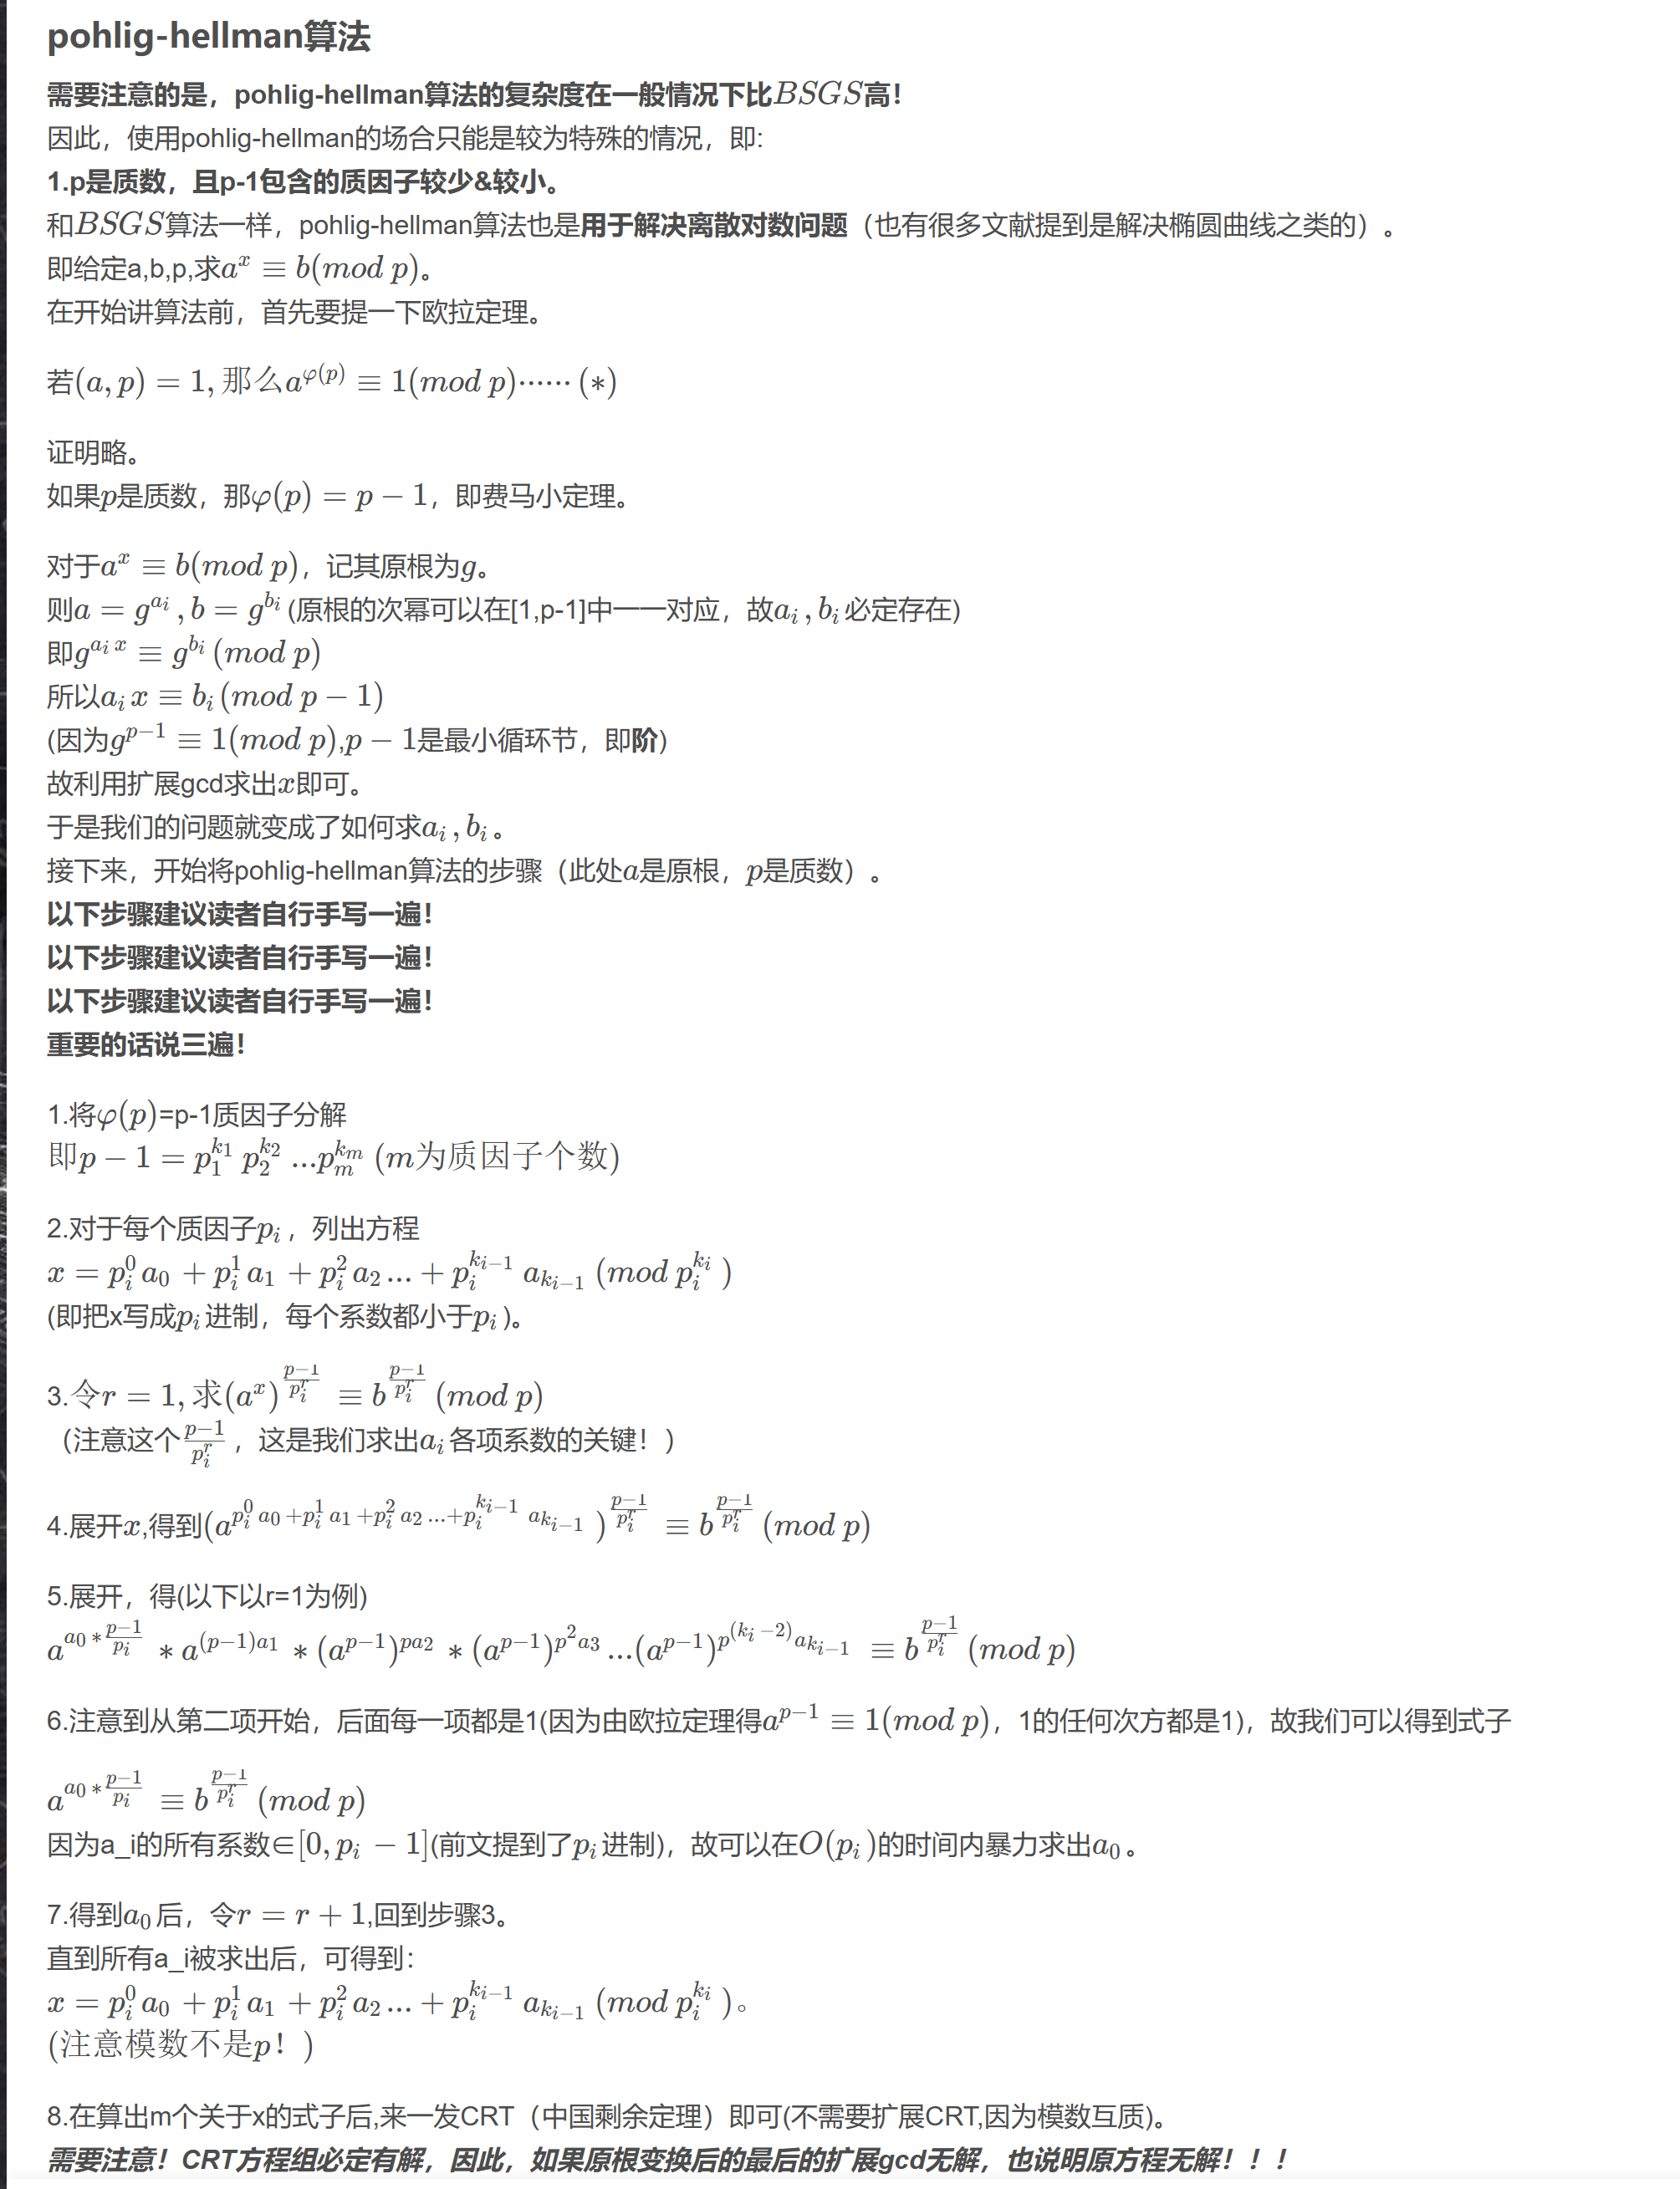 pohlig-hellman算法
需要注意的是，pohlig-hellman算法的复杂度在一般情况下比$BSGS$高！
因此，使用pohlig-hellman的场合只能是较为特殊的情况，即:
1.p是质数，且p-1包含的质因子较少&较小。
和$BSGS$算法一样，pohlig-hellman算法也是用于解决离散对数问题（也有很多文献提到是解决椭圆曲线之类的）。
即给定a,b,p,求$a^x \equiv b(mod\ p)$。
在开始讲算法前，首先要提一下欧拉定理。
若$(a,p)=1,那么a^{\varphi(p)} \equiv 1(mod\ p)\cdots\cdots(*)$
证明略。
如果$p$是质数，那$\varphi(p)=p-1$，即费马小定理。
对于$a^x \equiv b(mod\ p)$，记其原根为$g$。
则$a=g^{a_i},b=g^{b_i}$(原根的次幂可以在[1,p-1]中一一对应，故$a_i,b_i$必定存在)
即$g^{a_i x} \equiv g^{b_i}(mod\ p)$
所以$a_i x \equiv b_i(mod\ p-1)$
(因为$g^{p-1} \equiv 1(mod\ p)$,$p-1$是最小循环节，即阶)
故利用扩展gcd求出$x$即可。
于是我们的问题就变成了如何求$a_i,b_i$。
接下来，开始将pohlig-hellman算法的步骤（此处$a$是原根，$p$是质数）。
以下步骤建议读者自行手写一遍！
以下步骤建议读者自行手写一遍！
以下步骤建议读者自行手写一遍！
重要的话说三遍！
1.将$\varphi(p)$=p-1质因子分解
$即p-1=p_1^{k_1}p_2^{k_2}...p_m^{k_m}(m为质因子个数)$
2.对于每个质因子$p_i$，列出方程
$x=p_i^0a_0+p_i^1a_1+p_i^2a_2...+p_i^{k_{i-1}}a_{k_{i-1}}(mod\ p_i^{k_i})$
(即把x写成$p_i$进制，每个系数都小于$p_i$)。
3.$令r=1,求(a^x)^{\frac{p-1}{p_i^r}} \equiv b^{\frac{p-1}{p_i^r}}(mod\ p)$
（注意这个$\frac{p-1}{p_i^r}$，这是我们求出$a_i$各项系数的关键！）
4.展开$x$,得到$(a^{p_i^0a_0+p_i^1a_1+p_i^2a_2...+p_i^{k_{i-1}}a_{k_{i-1}}})^{\frac{p-1}{p_i^r}} \equiv b^{\frac{p-1}{p_i^r}}(mod\ p)$
5.展开，得(以下以r=1为例)
$a^{a_0*\frac{p-1}{p_i}}*a^{(p-1)a_1}*(a^{p-1})^{pa_2}*(a^{p-1})^{p^2a_3}...(a^{p-1})^{p^{(k_i-2)}a_{k_{i-1}}} \equiv b^{\frac{p-1}{p_i^r}}(mod\ p)$
6.注意到从第二项开始，后面每一项都是1(因为由欧拉定理得$a^{p-1} \equiv 1(mod\ p)$，1的任何次方都是1)，故我们可以得到式子
$a^{a_0*\frac{p-1}{p_i}} \equiv b^{\frac{p-1}{p_i^r}}(mod\ p)$
因为a_i的所有系数$\in[0,p_i-1]$(前文提到了$p_i$进制)，故可以在$O(p_i)$的时间内暴力求出$a_0$。
7.得到$a_0$后，令$r=r+1$,回到步骤3。
直到所有a_i被求出后，可得到：
$x=p_i^0a_0+p_i^1a_1+p_i^2a_2...+p_i^{k_{i-1}}a_{k_{i-1}}(mod\ p_i^{k_i})$。
$(注意模数不是p！)$
8.在算出m个关于x的式子后,来一发CRT（中国剩余定理）即可(不需要扩展CRT,因为模数互质)。
需要注意！CRT方程组必定有解，因此，如果原根变换后的最后的扩展gcd无解，也说明原方程无解！！！